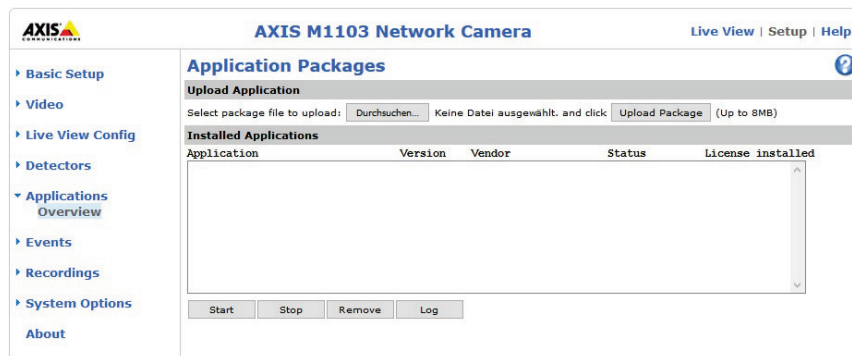 AXIS
COMMUNICATIONS
AXIS M1103 Network Camera
Live View | Setup | Help
Basic Setup
Video
Live View Config
Detectors
Applications
Overview
Events
Recordings
System Options
About
Application Packages
Upload Application
Select package file to upload: Durchsuchen... Keine Datei ausgewählt. and click Upload Package (Up to 8MB)
Installed Applications
Application Version Vendor Status License installed
Start Stop Remove Log